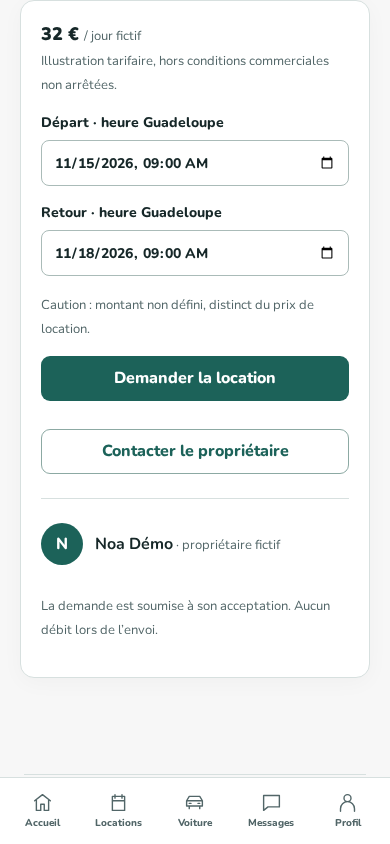 32 € / jour fictif
Illustration tarifaire, hors conditions commerciales
non arrêtées.
Départ · heure Guadeloupe
11/15/2026, 09:00 AM
Retour · heure Guadeloupe
11/18/2026, 09:00 AM
Caution : montant non défini, distinct du prix de
location.
Demander la location
Contacter le propriétaire
N Noa Démo · propriétaire fictif
La demande est soumise à son acceptation. Aucun
débit lors de l'envoi.
Accueil Locations Voiture Messages Profil